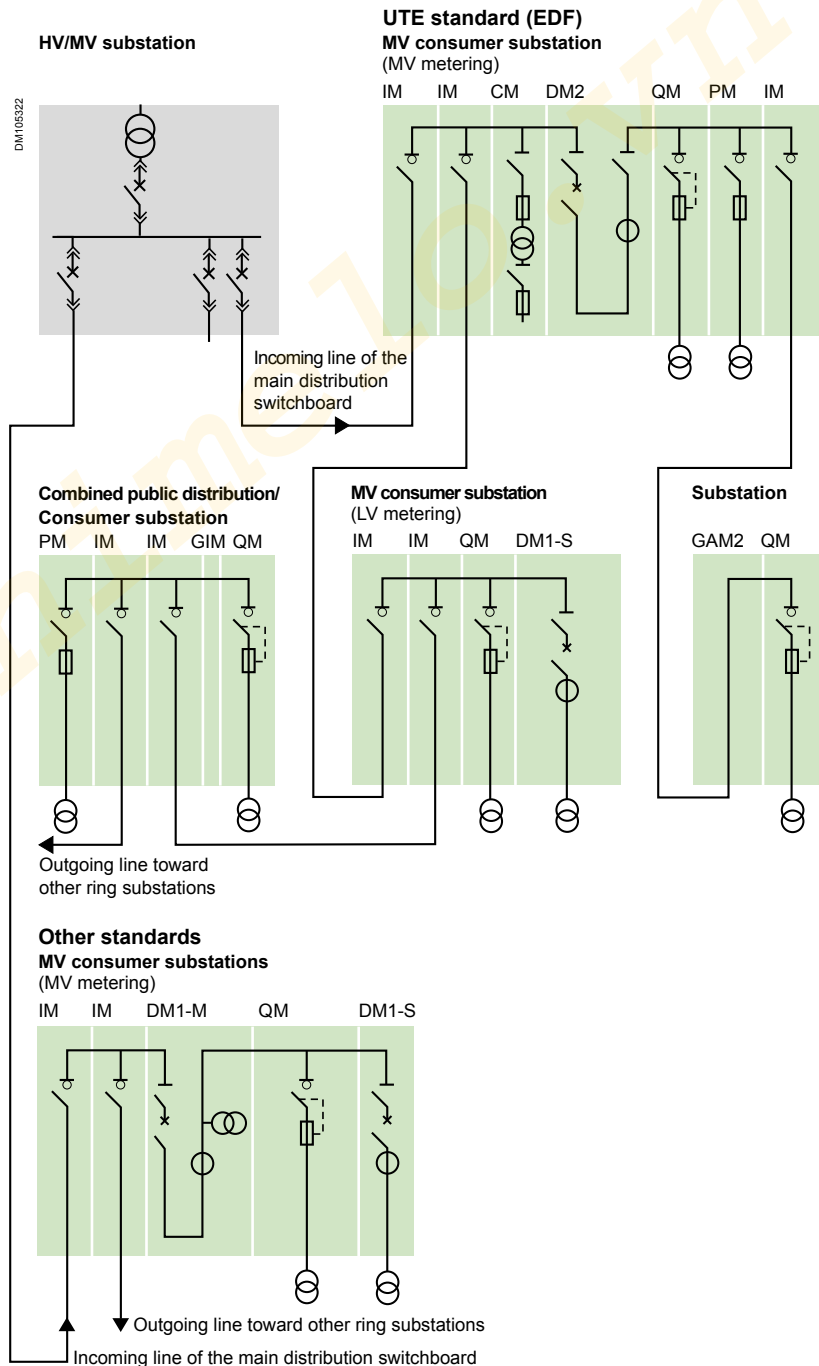 UTE standard (EDF)
HV/MV substation
MV consumer substation
(MV metering)
DM105322
IM IM CM DM2 QM PM IM
Incoming line of the
main distribution
switchboard
Combined public distribution/
Consumer substation
PM IM IM GIM QM
MV consumer substation
(LV metering)
IM IM QM DM1-S
Substation
GAM2 QM
Outgoing line toward
other ring substations
Other standards
MV consumer substations
(MV metering)
IM IM DM1-M QM DM1-S
Outgoing line toward other ring substations
Incoming line of the main distribution switchboard